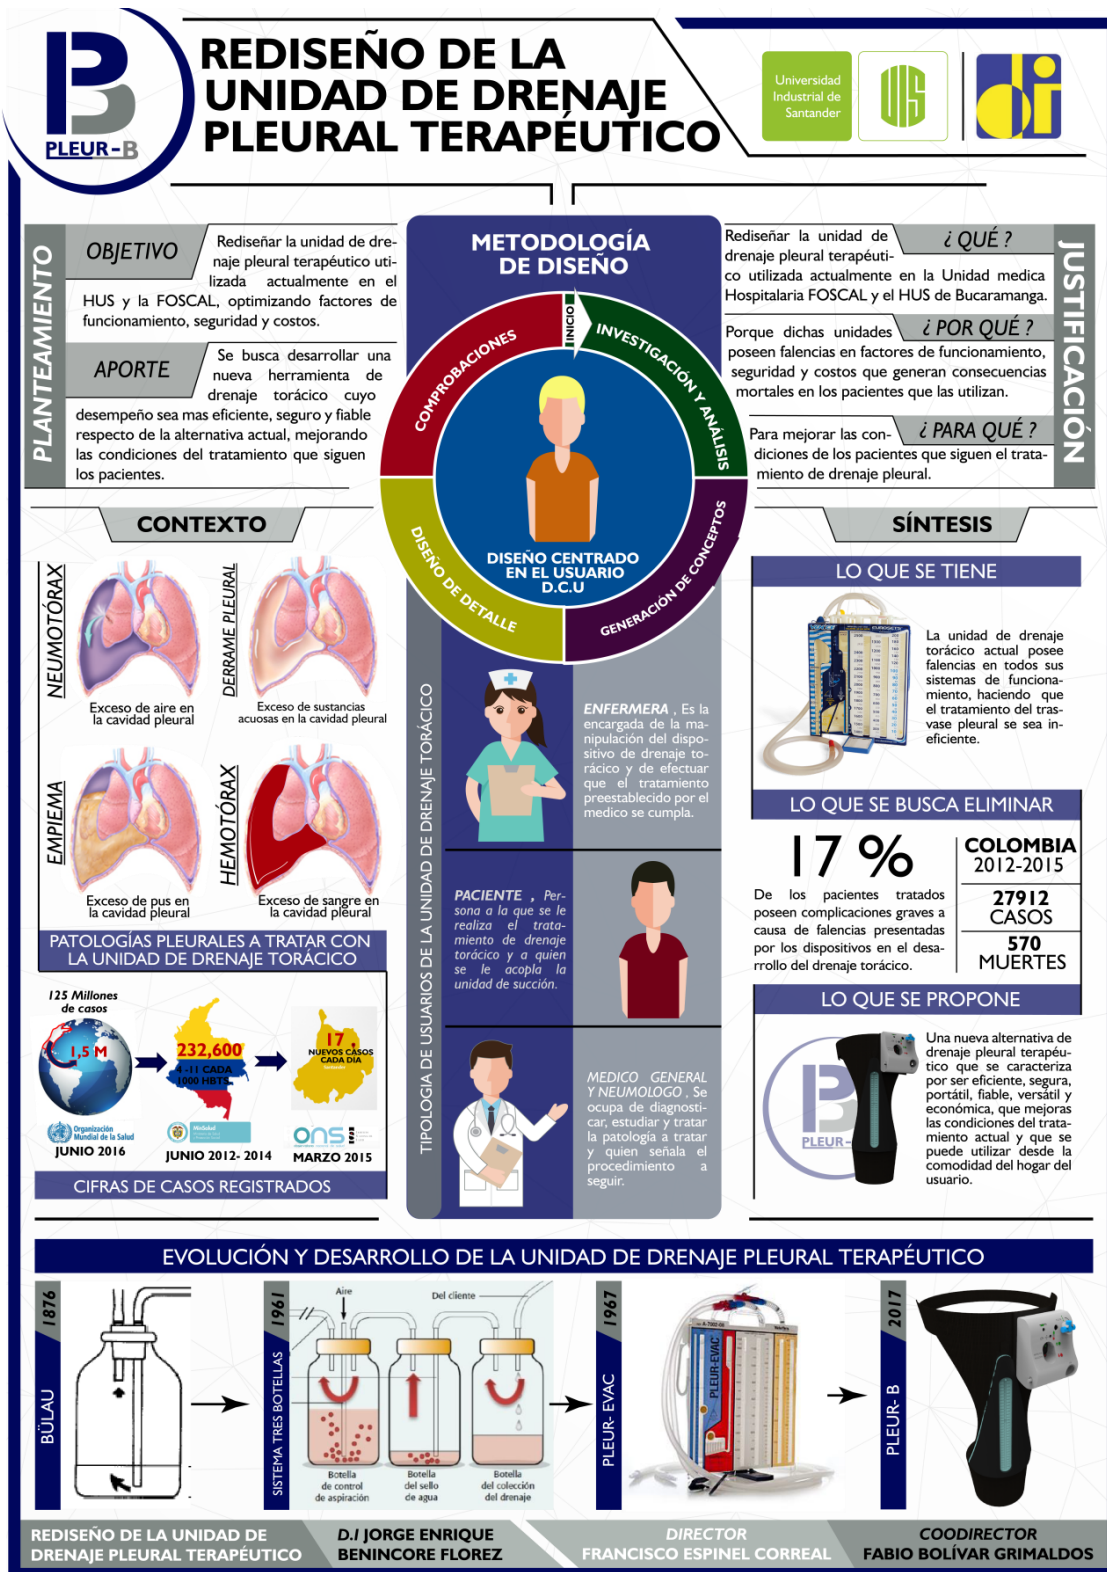 B
PLEUR-B
REDISEÑO DE LA
UNIDAD DE DRENAJE
PLEURAL TERAPÉUTICO
Universidad
Industrial de
Santander
UIS
di
PLANTEAMIENTO
OBJETIVO
Rediseñar la unidad de dre-
naje pleural terapéutico uti-
lizada actualmente en el
HUS y la FOSCAL, optimizando factores de
funcionamiento, seguridad y costos.
APORTE
Se busca desarrollar una
nueva herramienta de
drenaje torácico cuyo
desempeño sea mas eficiente, seguro y fiable
respecto de la alternativa actual, mejorando
las condiciones del tratamiento que siguen
los pacientes.
METODOLOGÍA
DE DISEÑO
INICIO
INVESTIGACIÓN Y ANÁLISIS
GENERACIÓN DE CONCEPTOS
DISEÑO DE DETALLE
COMPROBACIONES
DISEÑO CENTRADO
EN EL USUARIO
D.C.U
JUSTIFICACIÓN
¿ QUÉ ?
Rediseñar la unidad de
drenaje pleural terapéuti-
co utilizada actualmente en la Unidad medica
Hospitalaria FOSCAL y el HUS de Bucaramanga.
¿ POR QUÉ ?
Porque dichas unidades
poseen falencias en factores de funcionamiento,
seguridad y costos que generan consecuencias
mortales en los pacientes que las utilizan.
¿ PARA QUÉ ?
Para mejorar las con-
diciones de los pacientes que siguen el trata-
miento de drenaje pleural.
CONTEXTO
NEUMOTÓRAX
Exceso de aire en
la cavidad pleural
DERRAME PLEURAL
Exceso de sustancias
acuosas en la cavidad pleural
EMPIEMA
Exceso de pus en
la cavidad pleural
HEMOTÓRAX
Exceso de sangre en
la cavidad pleural
PATOLOGÍAS PLEURALES A TRATAR CON
LA UNIDAD DE DRENAJE TORÁCICO
125 Millones
de casos
1,5 M
Organización
Mundial de la Salud
JUNIO 2016
232,600
4 -11 CADA
1000 HBTS
MinSalud
JUNIO 2012- 2014
17
NUEVOS CASOS
CADA DÍA
Santander
ons
MARZO 2015
CIFRAS DE CASOS REGISTRADOS
TIPOLOGIA DE USUARIOS DE LA UNIDAD DE DRENAJE TORÁCICO
ENFERMERA , Es la
encargada de la ma-
nipulación del dispo-
sitivo de drenaje to-
rácico y de efectuar
que el tratamiento
preestablecido por el
medico se cumpla.
PACIENTE , Per-
sona a la que se le
realiza el trata-
miento de drenaje
torácico y a quien
se le acopla la
unidad de succión.
MEDICO GENERAL
Y NEUMOLOGO , Se
ocupa de diagnosti-
car, estudiar y tratar
la patología a tratar
y quien señala el
procedimiento a
seguir.
SÍNTESIS
LO QUE SE TIENE
La unidad de drenaje
torácico actual posee
falencias en todos sus
sistemas de funciona-
miento, haciendo que
el tratamiento del tras-
vase pleural se sea in-
eficiente.
LO QUE SE BUSCA ELIMINAR
17 %
De los pacientes tratados
poseen complicaciones graves a
causa de falencias presentadas
por los dispositivos en el desa-
rrollo del drenaje torácico.
COLOMBIA
2012-2015
27912
CASOS
570
MUERTES
LO QUE SE PROPONE
B
PLEUR-
Una nueva alternativa de
drenaje pleural terapéu-
tico que se caracteriza
por ser eficiente, segura,
portátil, fiable, versátil y
económica, que mejoras
las condiciones del trata-
miento actual y que se
puede utilizar desde la
comodidad del hogar del
usuario.
EVOLUCIÓN Y DESARROLLO DE LA UNIDAD DE DRENAJE PLEURAL TERAPÉUTICO
1876
BÜLAU
1961
SISTEMA TRES BOTELLAS
Aire
Del cliente
Botella
de control
de aspiración
Botella
del sello
de agua
Botella
del colección
del drenaje
1967
PLEUR- EVAC
PLEUR-EVAC
2017
PLEUR- B
REDISEÑO DE LA UNIDAD DE
DRENAJE PLEURAL TERAPÉUTICO
D.I JORGE ENRIQUE
BENINCORE FLOREZ
DIRECTOR
FRANCISCO ESPINEL CORREAL
COODIRECTOR
FABIO BOLÍVAR GRIMALDOS